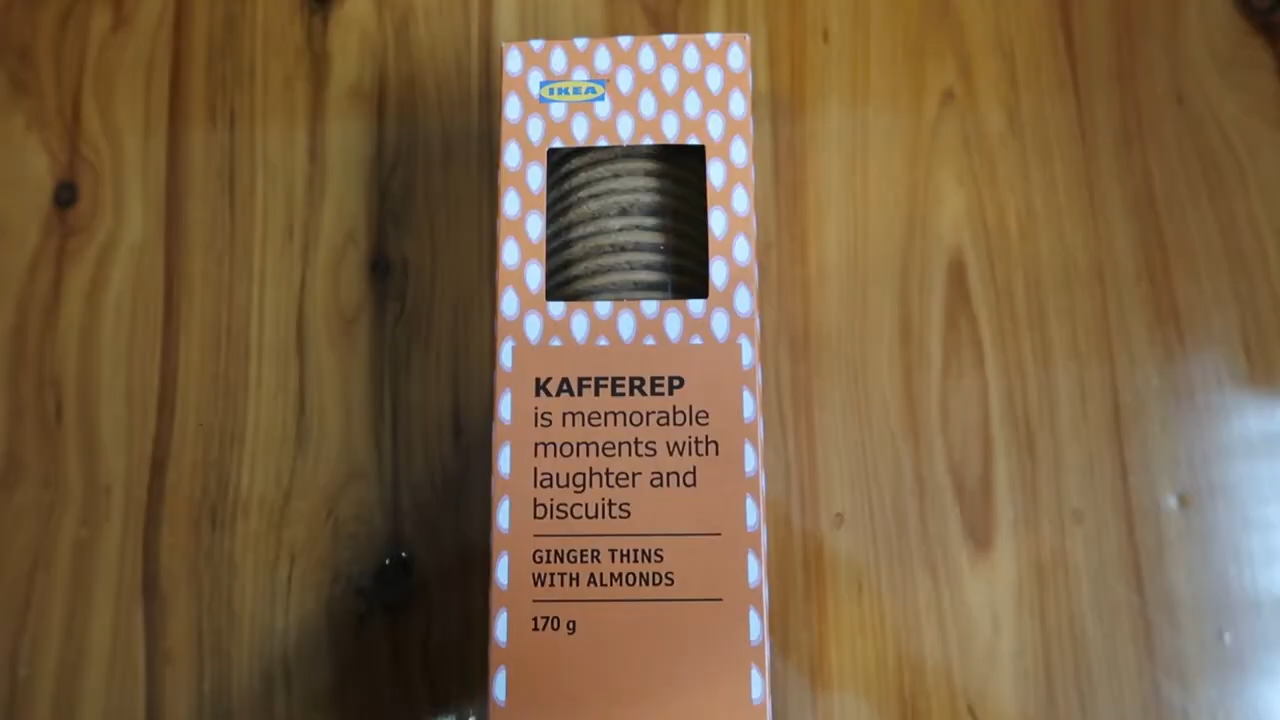 IKEA
KAFFEREP
is memorable
moments with
laughter and
biscuits
GINGER THINS
WITH ALMONDS
170 g